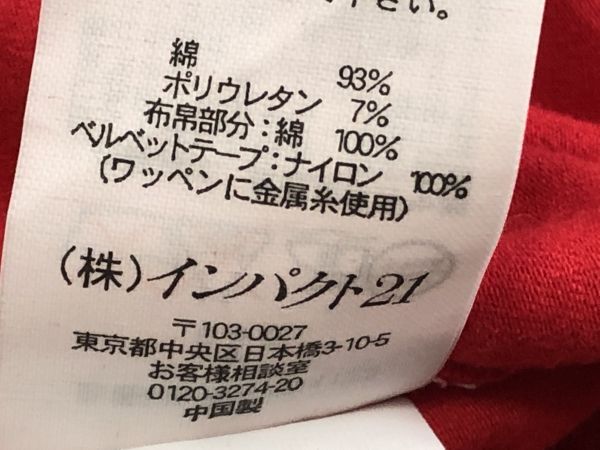 下さい。
綿 93%
ポリウレタン 7%
布帛部分:綿 100%
ベルベットテープ:ナイロン 100%
(ワッペンに金属糸使用)
(株)インパクト21
〒103-0027
東京都中央区日本橋3-10-5
お客様相談室
0120-3274-20
中国製